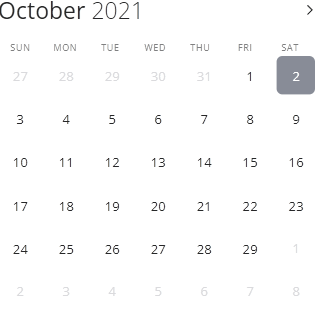 October 2021
SUN MON TUE WED THU FRI SAT
27 28 29 30 31 1 2
3 4 5 6 7 8 9
10 11 12 13 14 15 16
17 18 19 20 21 22 23
24 25 26 27 28 29 1
2 3 4 5 6 7 8